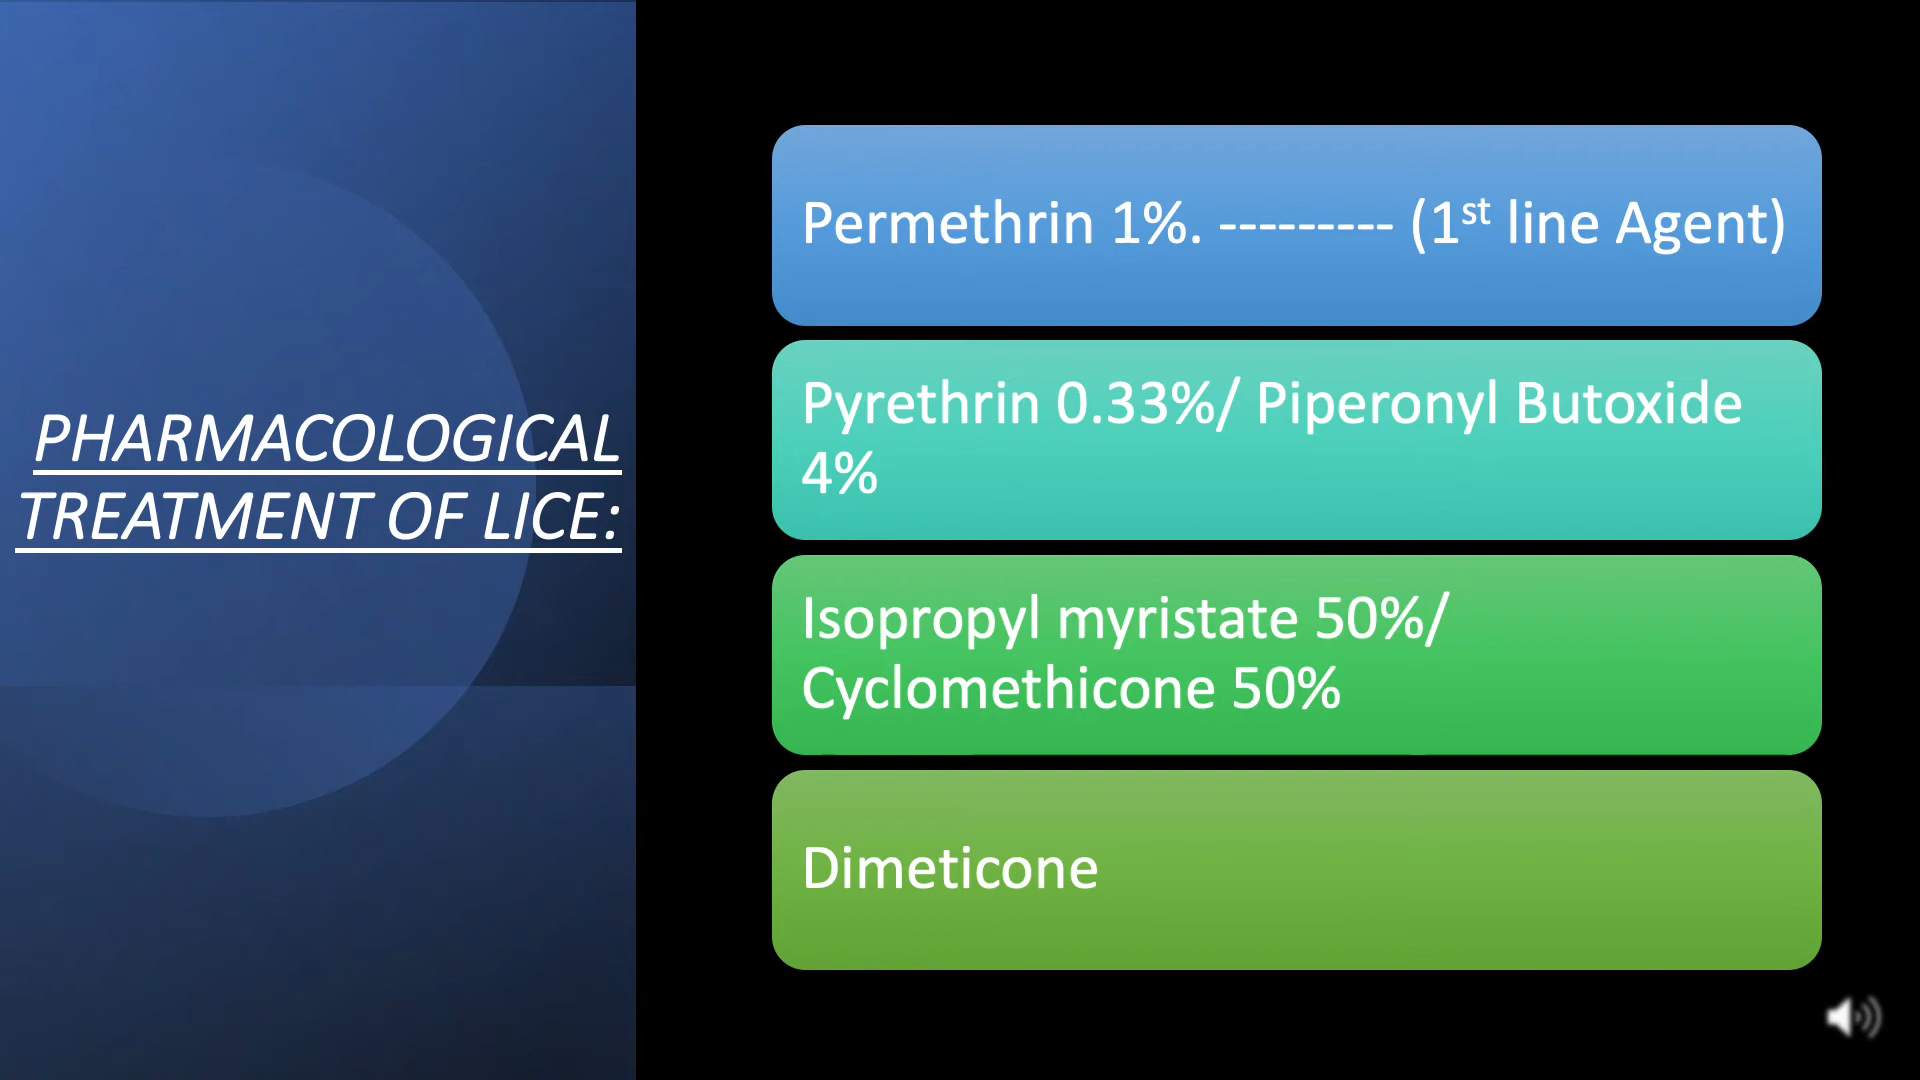 PHARMACOLOGICAL
TREATMENT OF LICE:
Permethrin 1%. --------- (1st line Agent)
Pyrethrin 0.33%/ Piperonyl Butoxide
4%
Isopropyl myristate 50%/
Cyclomethicone 50%
Dimeticone